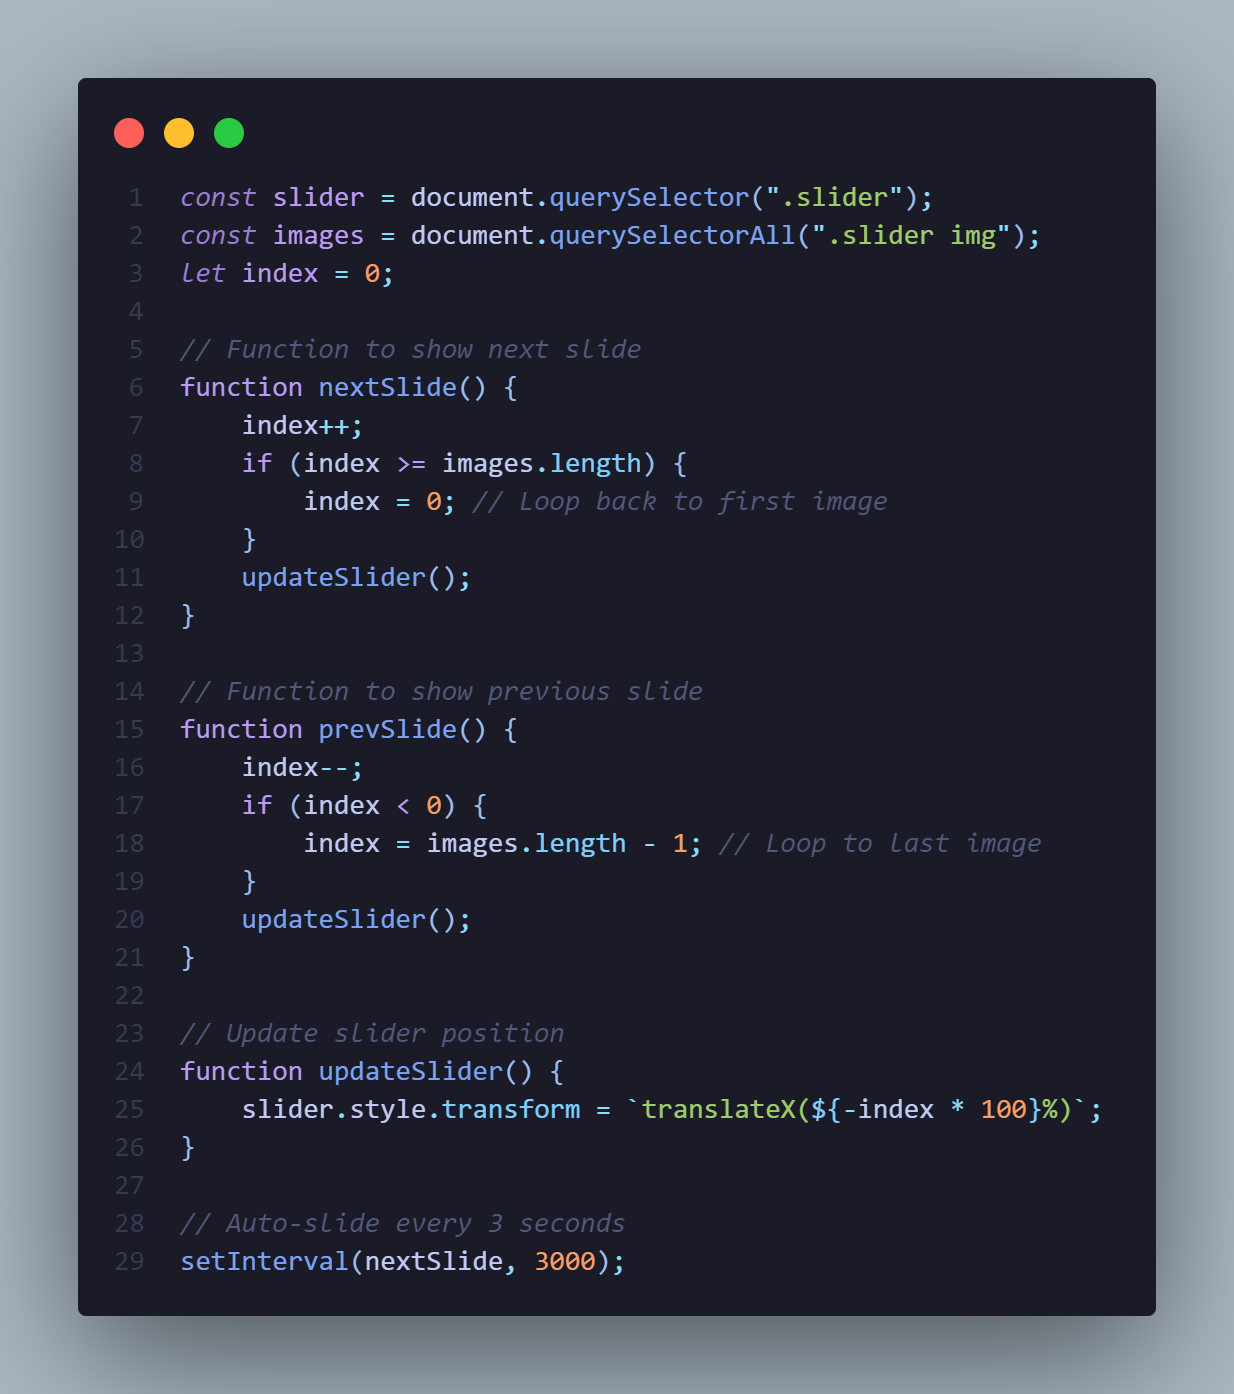 1 const slider = document.querySelector(".slider");
2 const images = document.querySelectorAll(".slider img");
3 let index = 0;
4
5 // Function to show next slide
6 function nextSlide() {
7     index++;
8     if (index >= images.length) {
9         index = 0; // Loop back to first image
10     }
11     updateSlider();
12 }
13
14 // Function to show previous slide
15 function prevSlide() {
16     index--;
17     if (index < 0) {
18         index = images.length - 1; // Loop to last image
19     }
20     updateSlider();
21 }
22
23 // Update slider position
24 function updateSlider() {
25     slider.style.transform = `translateX(${-index * 100}%)`;
26 }
27
28 // Auto-slide every 3 seconds
29 setInterval(nextSlide, 3000);